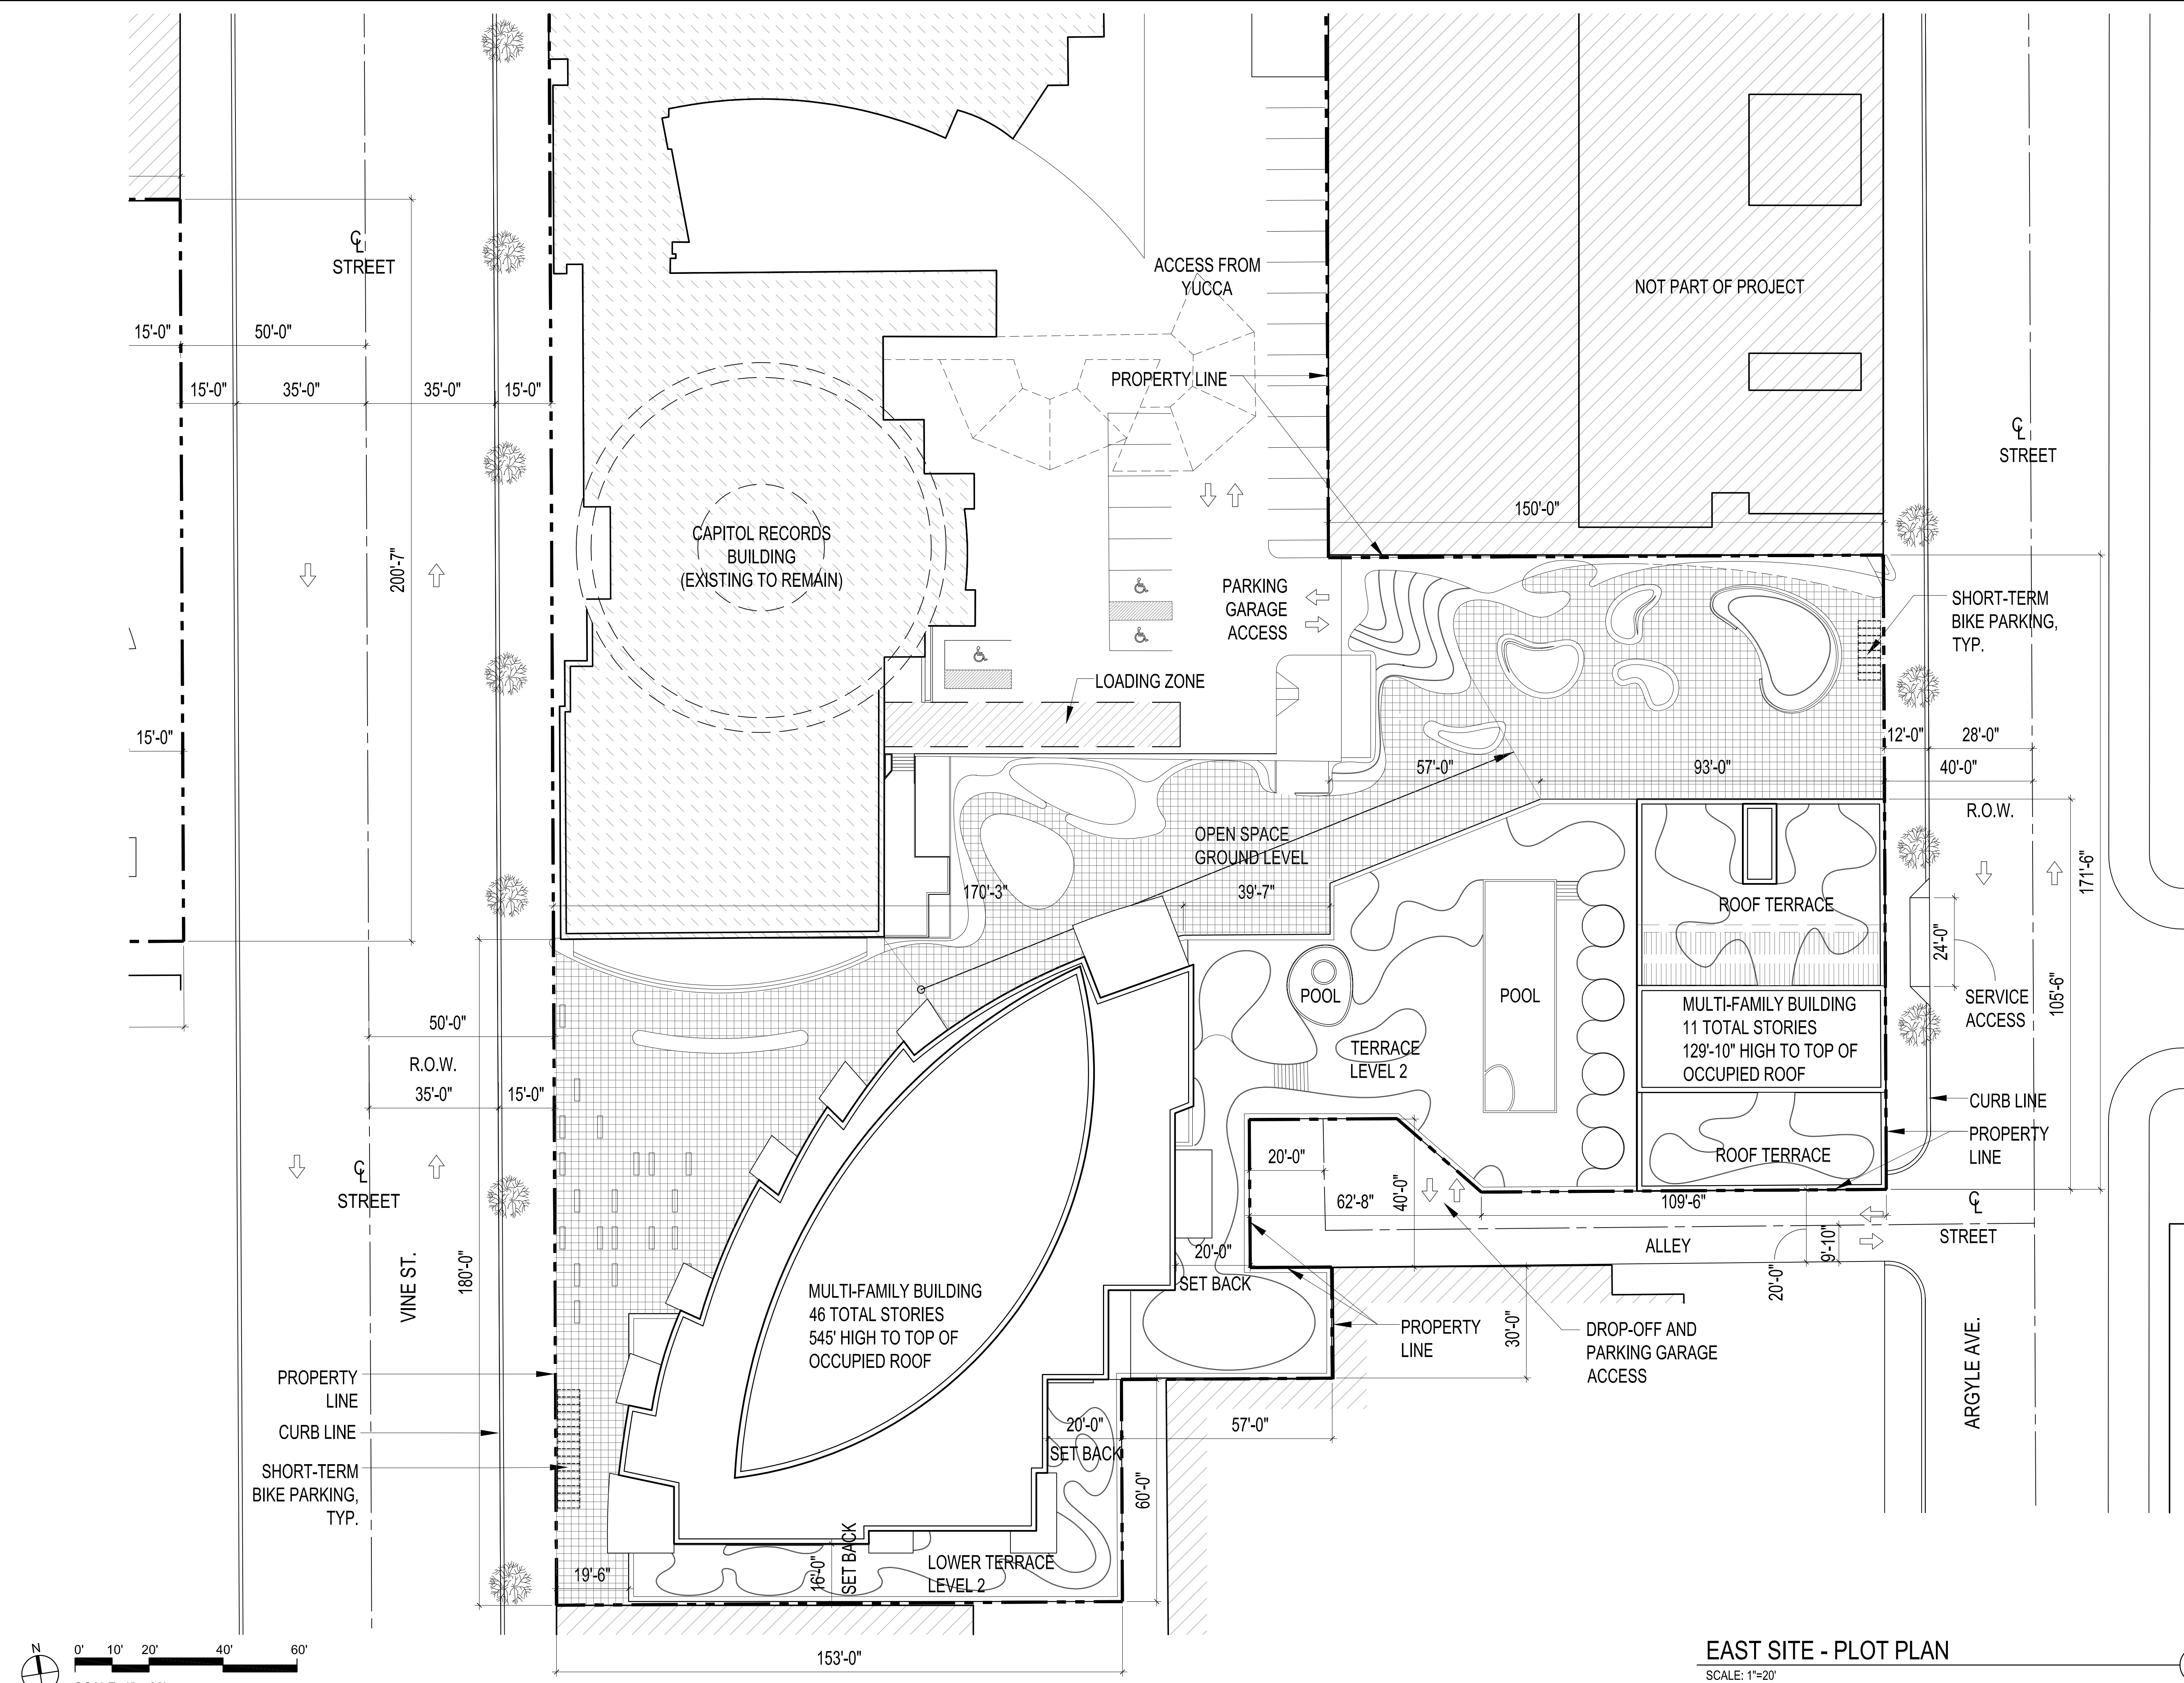 ℄
STREET
15'-0"
50'-0"
15'-0"
35'-0"
35'-0"
15'-0"
200'-7"
15'-0"
ACCESS FROM
YUCCA
PROPERTY LINE
NOT PART OF PROJECT
℄
STREET
150'-0"
CAPITOL RECORDS
BUILDING
(EXISTING TO REMAIN)
PARKING
GARAGE
ACCESS
SHORT-TERM
BIKE PARKING,
TYP.
LOADING ZONE
12'-0"
28'-0"
57'-0"
93'-0"
40'-0"
R.O.W.
OPEN SPACE
GROUND LEVEL
170'-3"
39'-7"
171'-6"
ROOF TERRACE
24'-0"
105'-6"
POOL
POOL
MULTI-FAMILY BUILDING
11 TOTAL STORIES
129'-10" HIGH TO TOP OF
OCCUPIED ROOF
SERVICE
ACCESS
TERRACE
LEVEL 2
50'-0"
R.O.W.
35'-0"
15'-0"
CURB LINE
PROPERTY
LINE
ROOF TERRACE
20'-0"
62'-8"
40'-0"
109'-6"
℄
STREET
℄
STREET
ALLEY
9'-10"
20'-0"
VINE ST.
180'-0"
20'-0"
SET BACK
MULTI-FAMILY BUILDING
46 TOTAL STORIES
545' HIGH TO TOP OF
OCCUPIED ROOF
PROPERTY
LINE
30'-0"
DROP-OFF AND
PARKING GARAGE
ACCESS
ARGYLE AVE.
PROPERTY
LINE
CURB LINE
SHORT-TERM
BIKE PARKING,
TYP.
20'-0"
SET BACK
57'-0"
60'-0"
19'-6"
16'-0"
SET BACK
LOWER TERRACE
LEVEL 2
153'-0"
N
0' 10' 20' 40' 60'
EAST SITE - PLOT PLAN
SCALE: 1"=20'